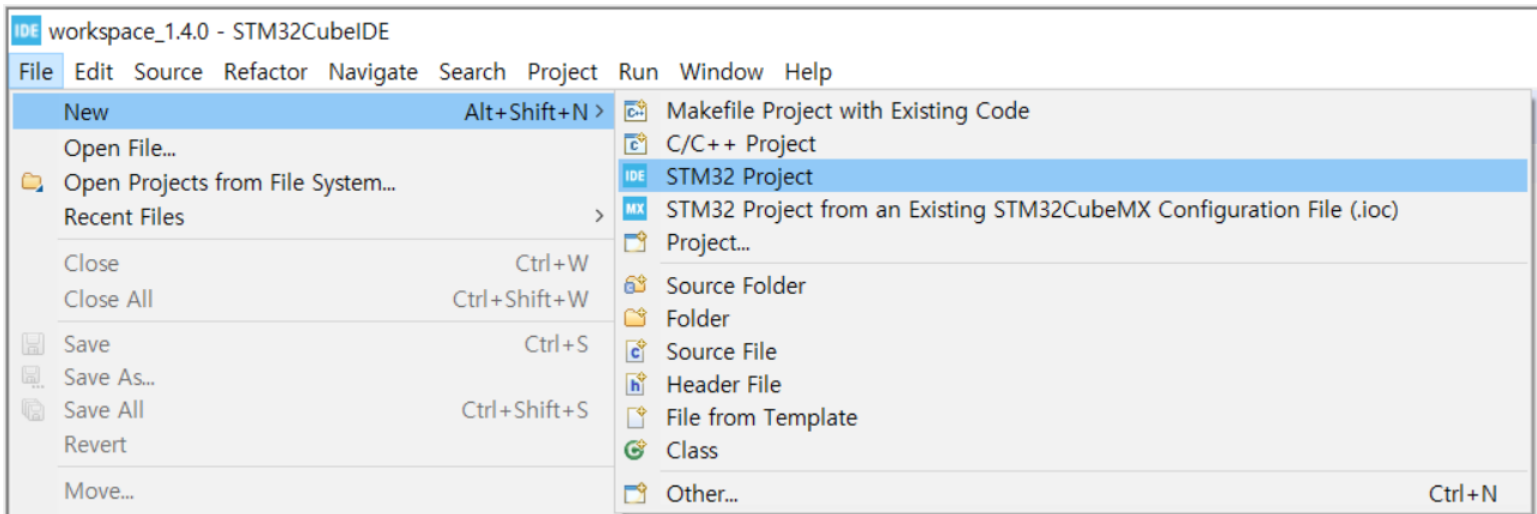 IDE workspace_1.4.0 - STM32CubeIDE
File Edit Source Refactor Navigate Search Project Run Window Help
New Alt+Shift+N >
Open File...
Open Projects from File System...
Recent Files >
Close Ctrl+W
Close All Ctrl+Shift+W
Save Ctrl+S
Save As...
Save All Ctrl+Shift+S
Revert
Move...
Makefile Project with Existing Code
C/C++ Project
IDE STM32 Project
MX STM32 Project from an Existing STM32CubeMX Configuration File (.ioc)
Project...
Source Folder
Folder
Source File
Header File
File from Template
Class
Other... Ctrl+N